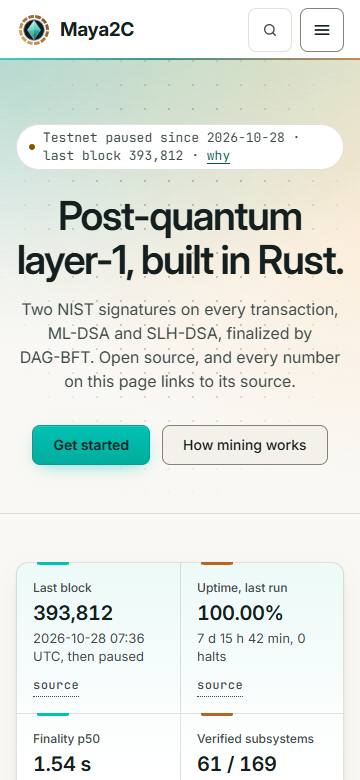 Maya2C
Testnet paused since 2026-10-28 ·
last block 393,812 · why
Post-quantum
layer-1, built in Rust.
Two NIST signatures on every transaction,
ML-DSA and SLH-DSA, finalized by
DAG-BFT. Open source, and every number
on this page links to its source.
Get started
How mining works
Last block
393,812
2026-10-28 07:36
UTC, then paused
source
Uptime, last run
100.00%
7 d 15 h 42 min, 0
halts
source
Finality p50
1.54 s
Verified subsystems
61 / 169